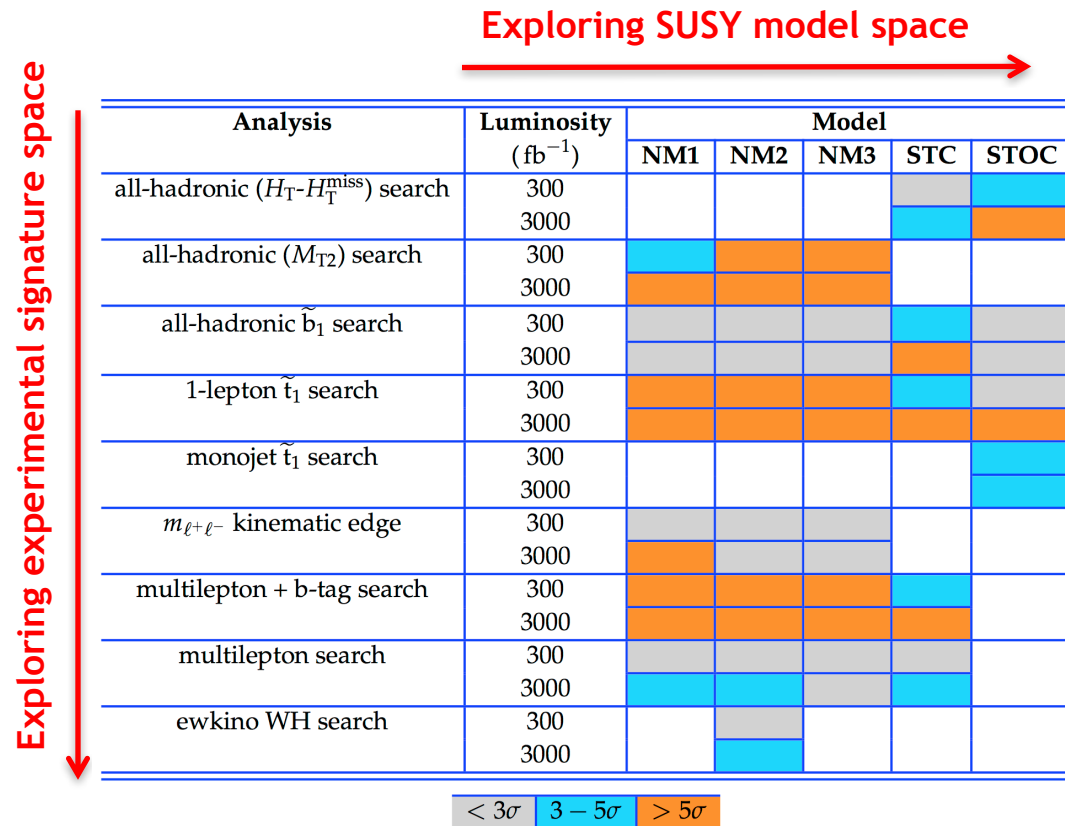 Exploring SUSY model space
Exploring experimental signature space
Analysis Luminosity Model
(fb⁻¹) NM1 NM2 NM3 STC STOC
all-hadronic (H_T-H_T^miss) search 300
3000
all-hadronic (M_T2) search 300
3000
all-hadronic b̃₁ search 300
3000
1-lepton t̃₁ search 300
3000
monojet t̃₁ search 300
3000
m_ℓ⁺ℓ⁻ kinematic edge 300
3000
multilepton + b-tag search 300
3000
multilepton search 300
3000
ewkino WH search 300
3000
< 3σ 3 − 5σ > 5σ